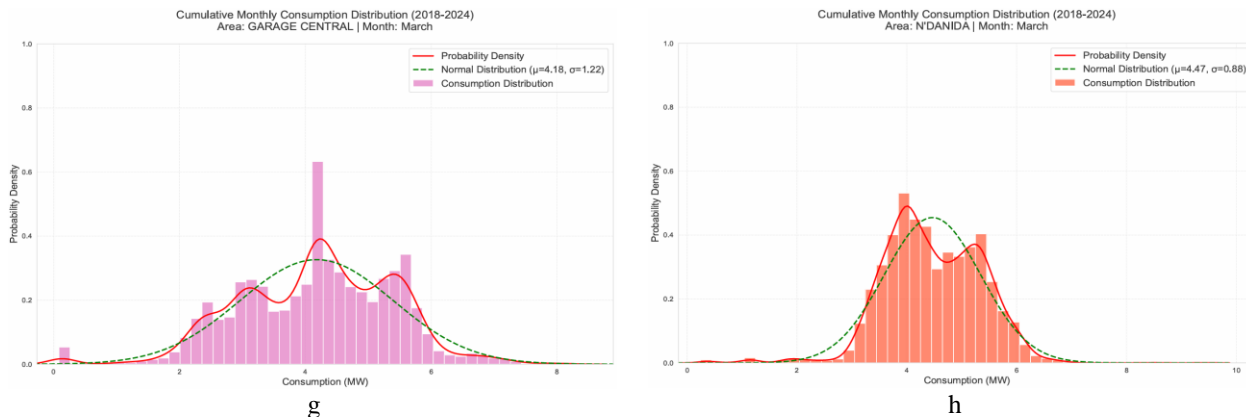 Cumulative Monthly Consumption Distribution (2018-2024)
Area: GARAGE CENTRAL | Month: March
Probability Density
Normal Distribution (μ=4.18, σ=1.22)
Consumption Distribution
1.0
0.8
0.6
0.4
0.2
0.0
Probability Density
0 2 4 6 8
Consumption (MW)
g
Cumulative Monthly Consumption Distribution (2018-2024)
Area: N'DANIDA | Month: March
Probability Density
Normal Distribution (μ=4.47, σ=0.88)
Consumption Distribution
1.0
0.8
0.6
0.4
0.2
0.0
Probability Density
0 2 4 6 8 10
Consumption (MW)
h